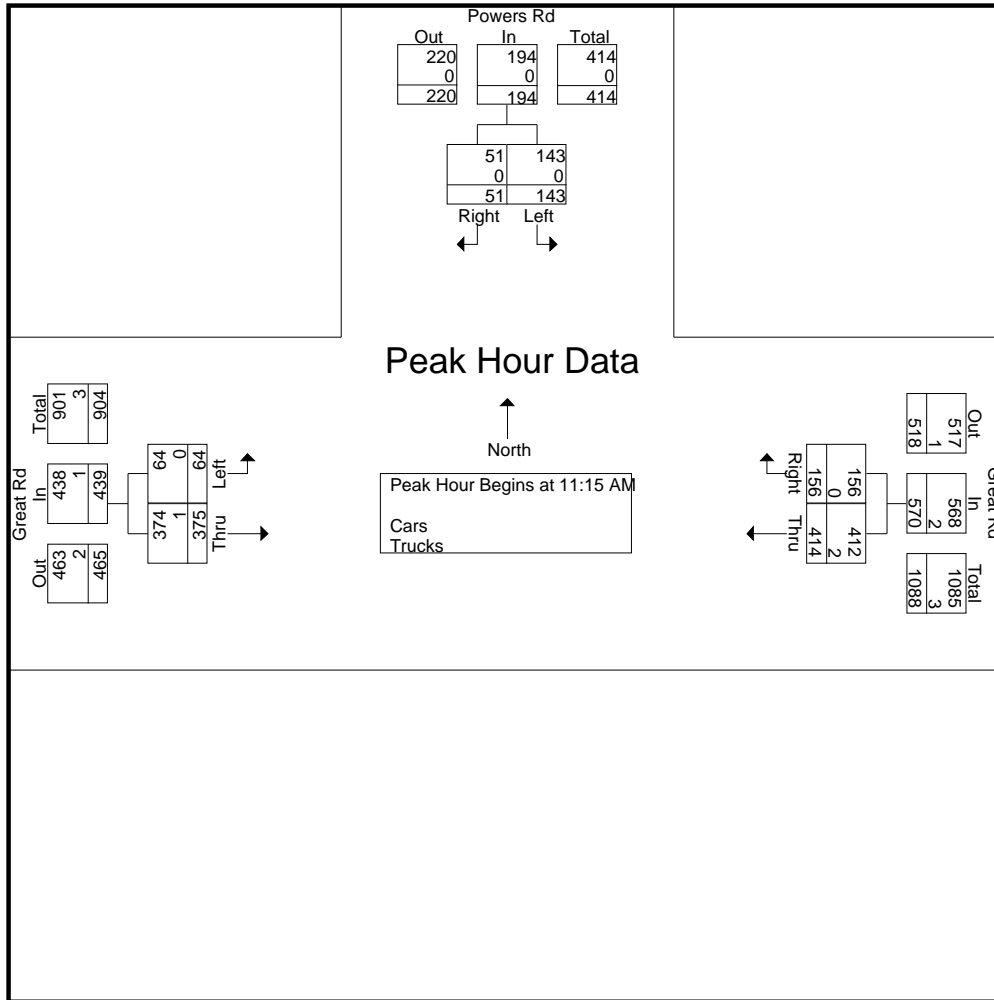 Powers Rd
Out In Total
220 194 414
0 0 0
220 194 414
51 143
0 0
51 143
Right Left
Peak Hour Data
North
Peak Hour Begins at 11:15 AM
Cars
Trucks
Great Rd
Total
901
3
904
In
438
1
439
Out
463
2
465
Left
64
0
64
Thru
374
1
375
Right
156
0
156
Thru
412
2
414
Great Rd
Out
517
1
518
In
568
2
570
Total
1085
3
1088